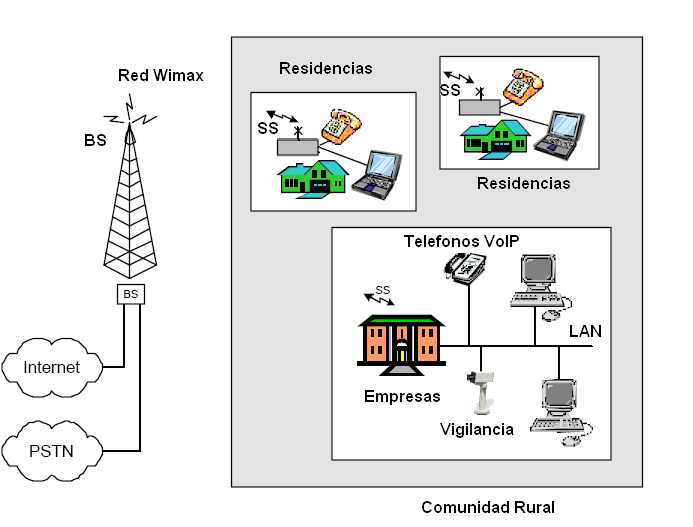 Red Wimax
BS
BS
Internet
PSTN
Residencias
SS
SS
Residencias
Telefonos VoIP
SS
LAN
Empresas
Vigilancia
Comunidad Rural